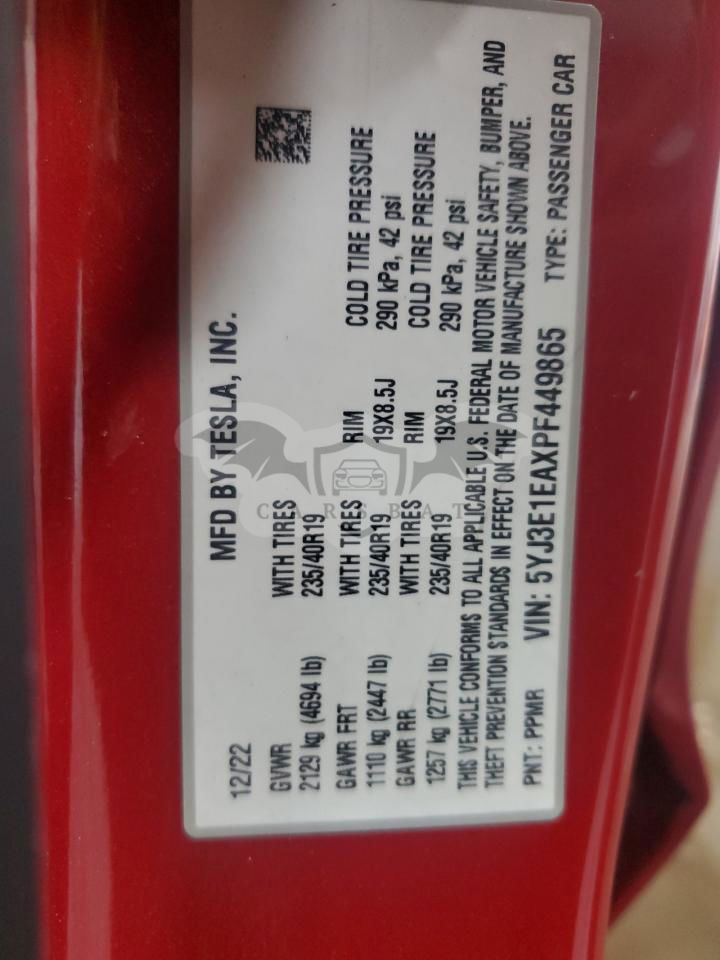 MFD BY TESLA, INC.
12/22
GVWR
2129 kg (4694 lb)
WITH TIRES
235/40R19
GAWR FRT
1110 kg (2447 lb)
WITH TIRES
235/40R19
RIM
19X8.5J
COLD TIRE PRESSURE
290 kPa, 42 psi
GAWR RR
1257 kg (2771 lb)
WITH TIRES
235/40R19
RIM
19X8.5J
COLD TIRE PRESSURE
290 kPa, 42 psi
THIS VEHICLE CONFORMS TO ALL APPLICABLE U.S. FEDERAL MOTOR VEHICLE SAFETY, BUMPER, AND
THEFT PREVENTION STANDARDS IN EFFECT ON THE DATE OF MANUFACTURE SHOWN ABOVE.
PNT: PPMR VIN: 5YJ3E1EAXPF449865 TYPE: PASSENGER CAR
CARSBAT